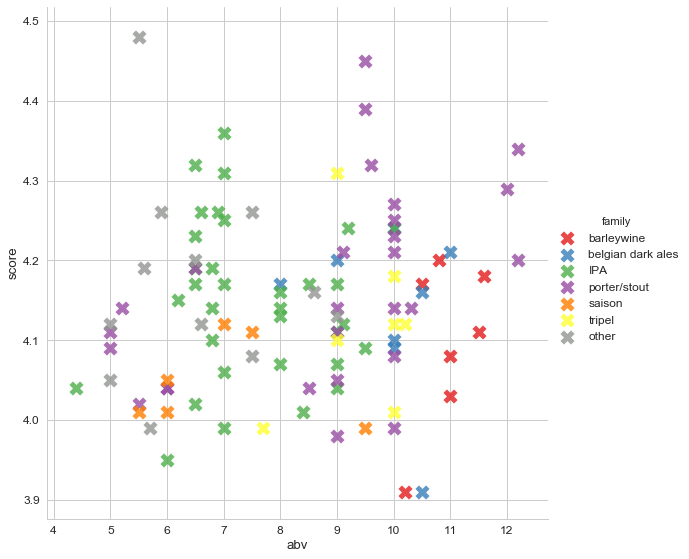 4.5
4.4
4.3
4.2
4.1
4.0
3.9
score
4 5 6 7 8 9 10 11 12
abv
family
barleywine
belgian dark ales
IPA
porter/stout
saison
tripel
other